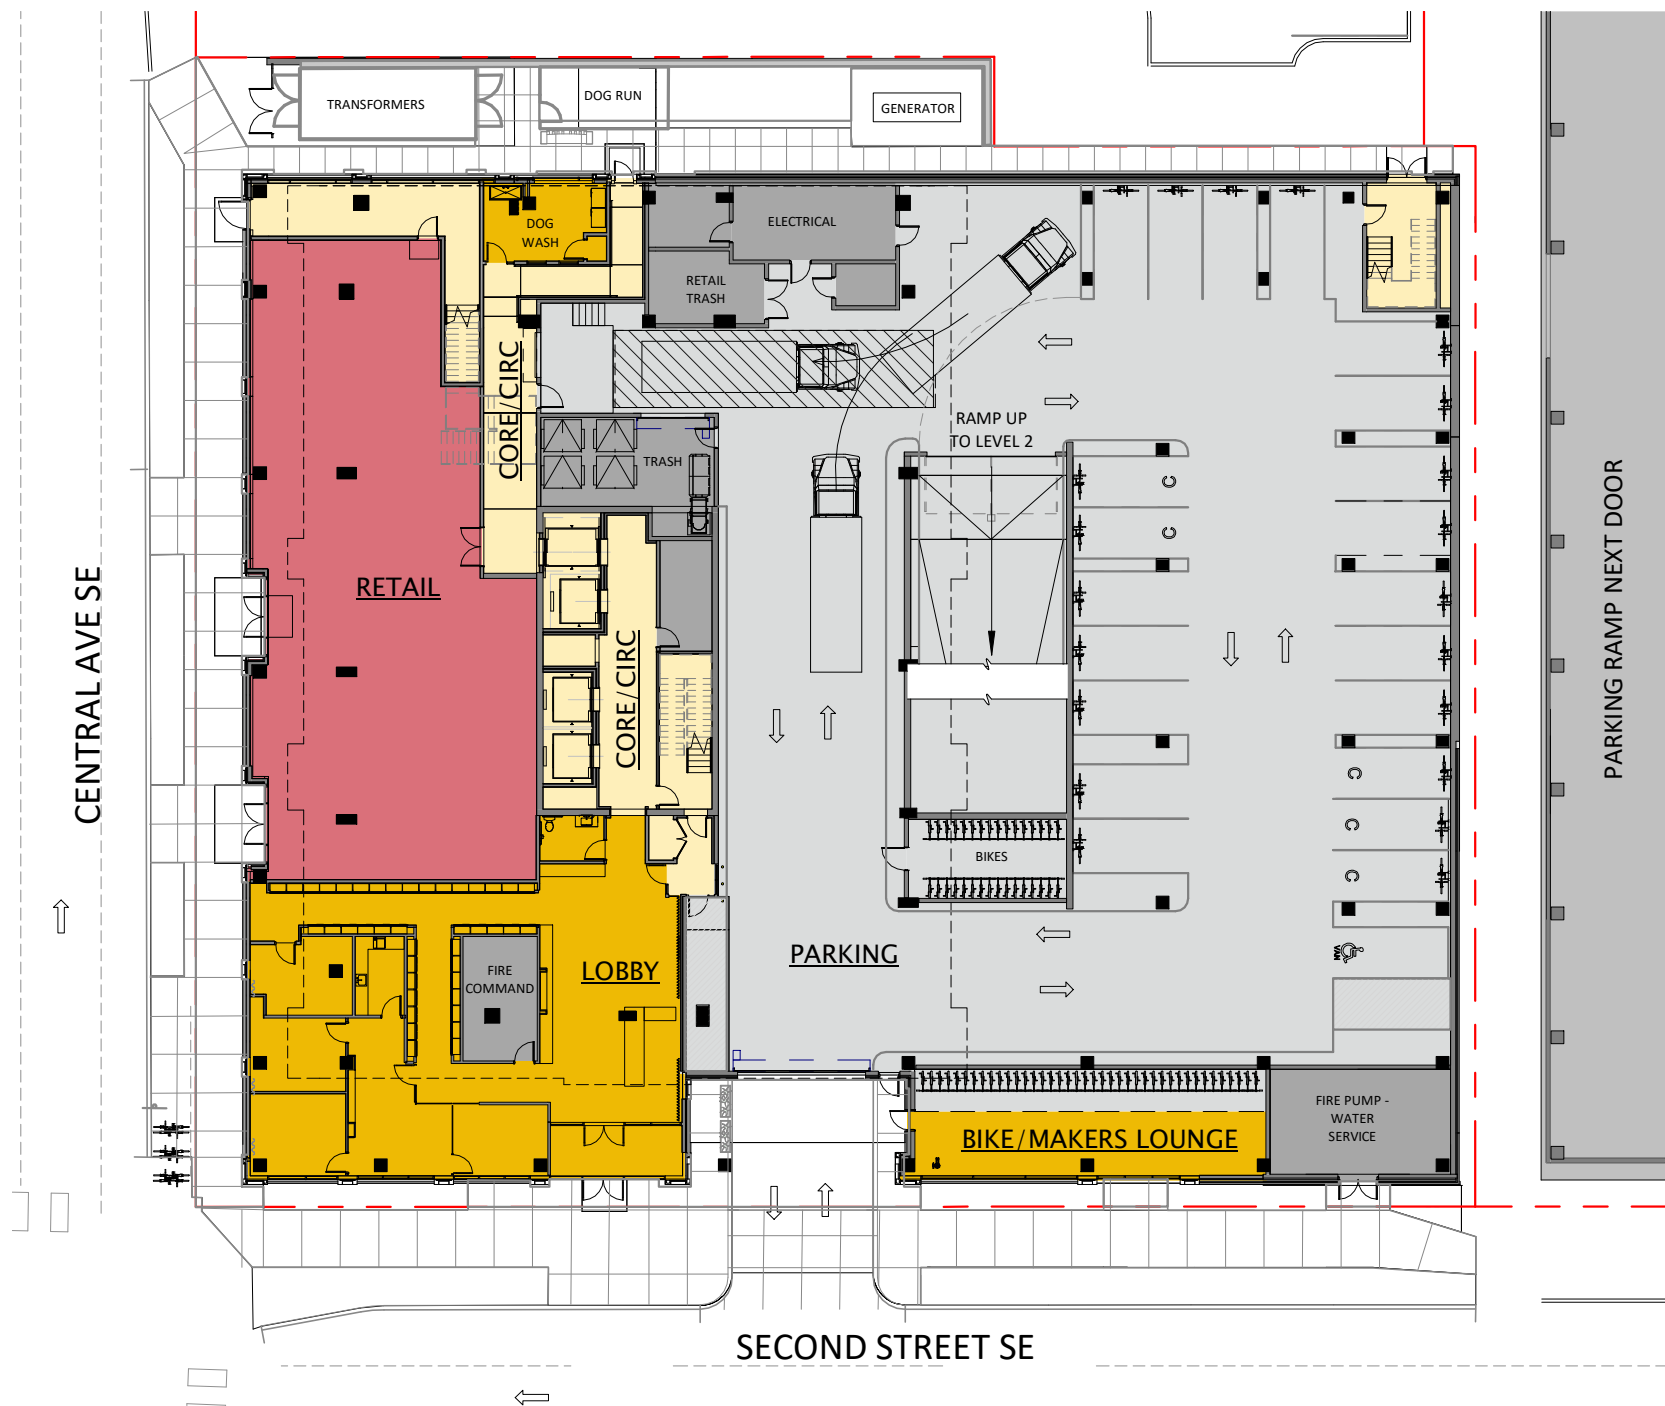 TRANSFORMERS
DOG RUN
GENERATOR
DOG
WASH
ELECTRICAL
RETAIL
TRASH
CORE/CIRC
RAMP UP
TO LEVEL 2
TRASH
C
C
RETAIL
CENTRAL AVE SE
CORE/CIRC
PARKING RAMP NEXT DOOR
C
C
C
BIKES
VAN
PARKING
LOBBY
FIRE
COMMAND
BIKE/MAKERS LOUNGE
FIRE PUMP -
WATER
SERVICE
SECOND STREET SE